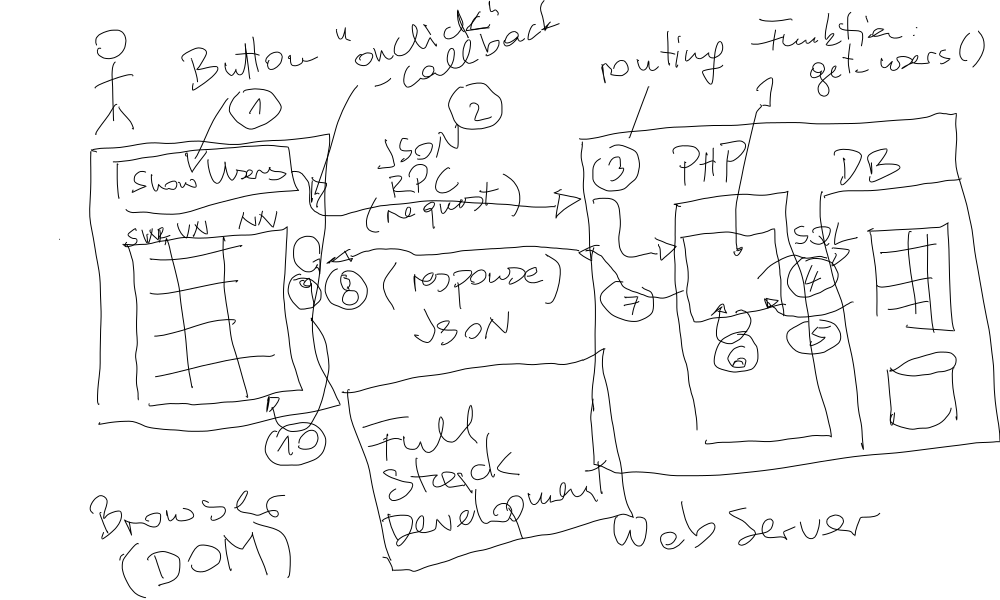 Button "onclick"
-callback
1
2
routing Funktion:
get_users()
Show Users
JSON
RPC
(request)
3
PHP
DB
VN NN
SQL
4
5
6
7
8
9
(response)
JSON
10
Full
Stack
Development
Browser
(DOM)
Web Server